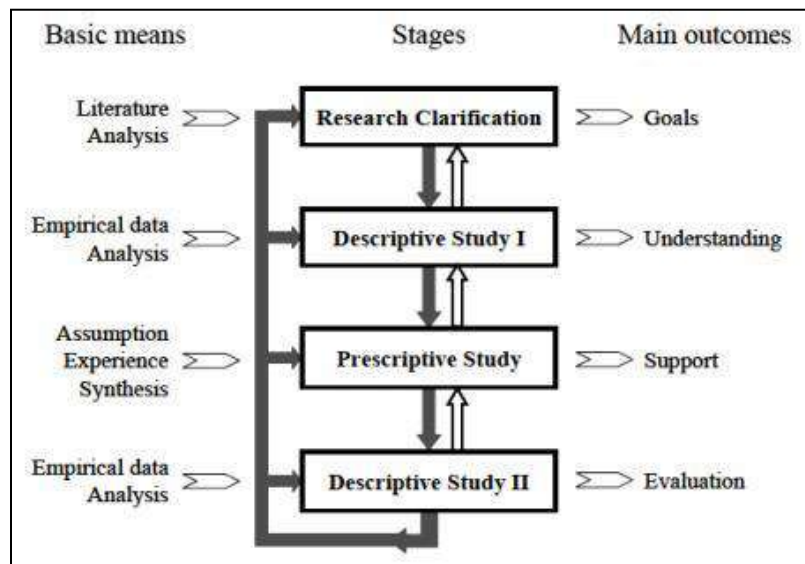 Basic means Stages Main outcomes
Literature
Analysis
Research Clarification
Goals
Empirical data
Analysis
Descriptive Study I
Understanding
Assumption
Experience
Synthesis
Prescriptive Study
Support
Empirical data
Analysis
Descriptive Study II
Evaluation